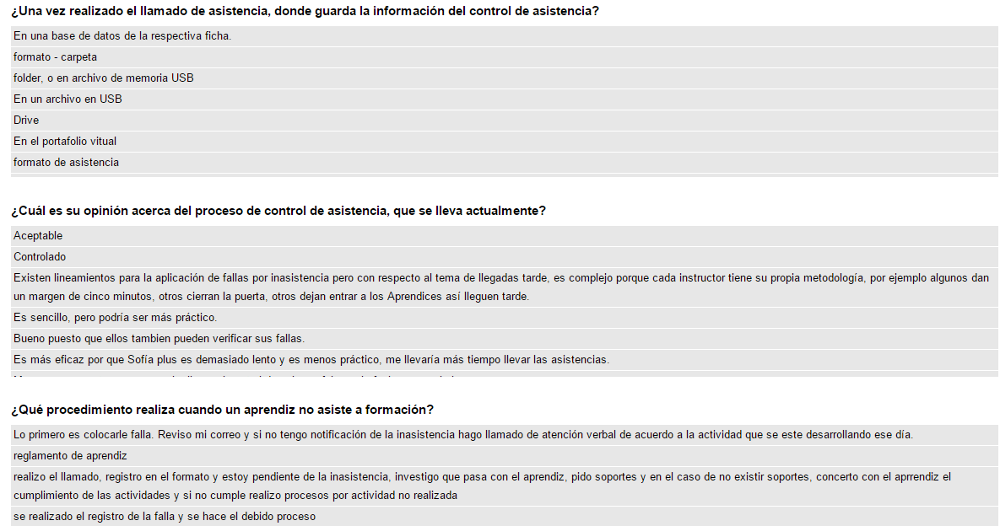 ¿Una vez realizado el llamado de asistencia, donde guarda la información del control de asistencia?
En una base de datos de la respectiva ficha.
formato - carpeta
folder, o en archivo de memoria USB
En un archivo en USB
Drive
En el portafolio vitual
formato de asistencia
¿Cuál es su opinión acerca del proceso de control de asistencia, que se lleva actualmente?
Aceptable
Controlado
Existen lineamientos para la aplicación de fallas por inasistencia pero con respecto al tema de llegadas tarde, es complejo porque cada instructor tiene su propia metodología, por ejemplo algunos dan
un margen de cinco minutos, otros cierran la puerta, otros dejan entrar a los Aprendices así lleguen tarde.
Es sencillo, pero podría ser más práctico.
Bueno puesto que ellos tambien pueden verificar sus fallas.
Es más eficaz por que Sofía plus es demasiado lento y es menos práctico, me llevaría más tiempo llevar las asistencias.
¿Qué procedimiento realiza cuando un aprendiz no asiste a formación?
Lo primero es colocarle falla. Reviso mi correo y si no tengo notificación de la inasistencia hago llamado de atención verbal de acuerdo a la actividad que se este desarrollando ese día.
reglamento de aprendiz
realizo el llamado, registro en el formato y estoy pendiente de la inasistencia, investigo que pasa con el aprendiz, pido soportes y en el caso de no existir soportes, concerto con el aprrendiz el
cumplimiento de las actividades y si no cumple realizo procesos por actividad no realizada
se realizado el registro de la falla y se hace el debido proceso